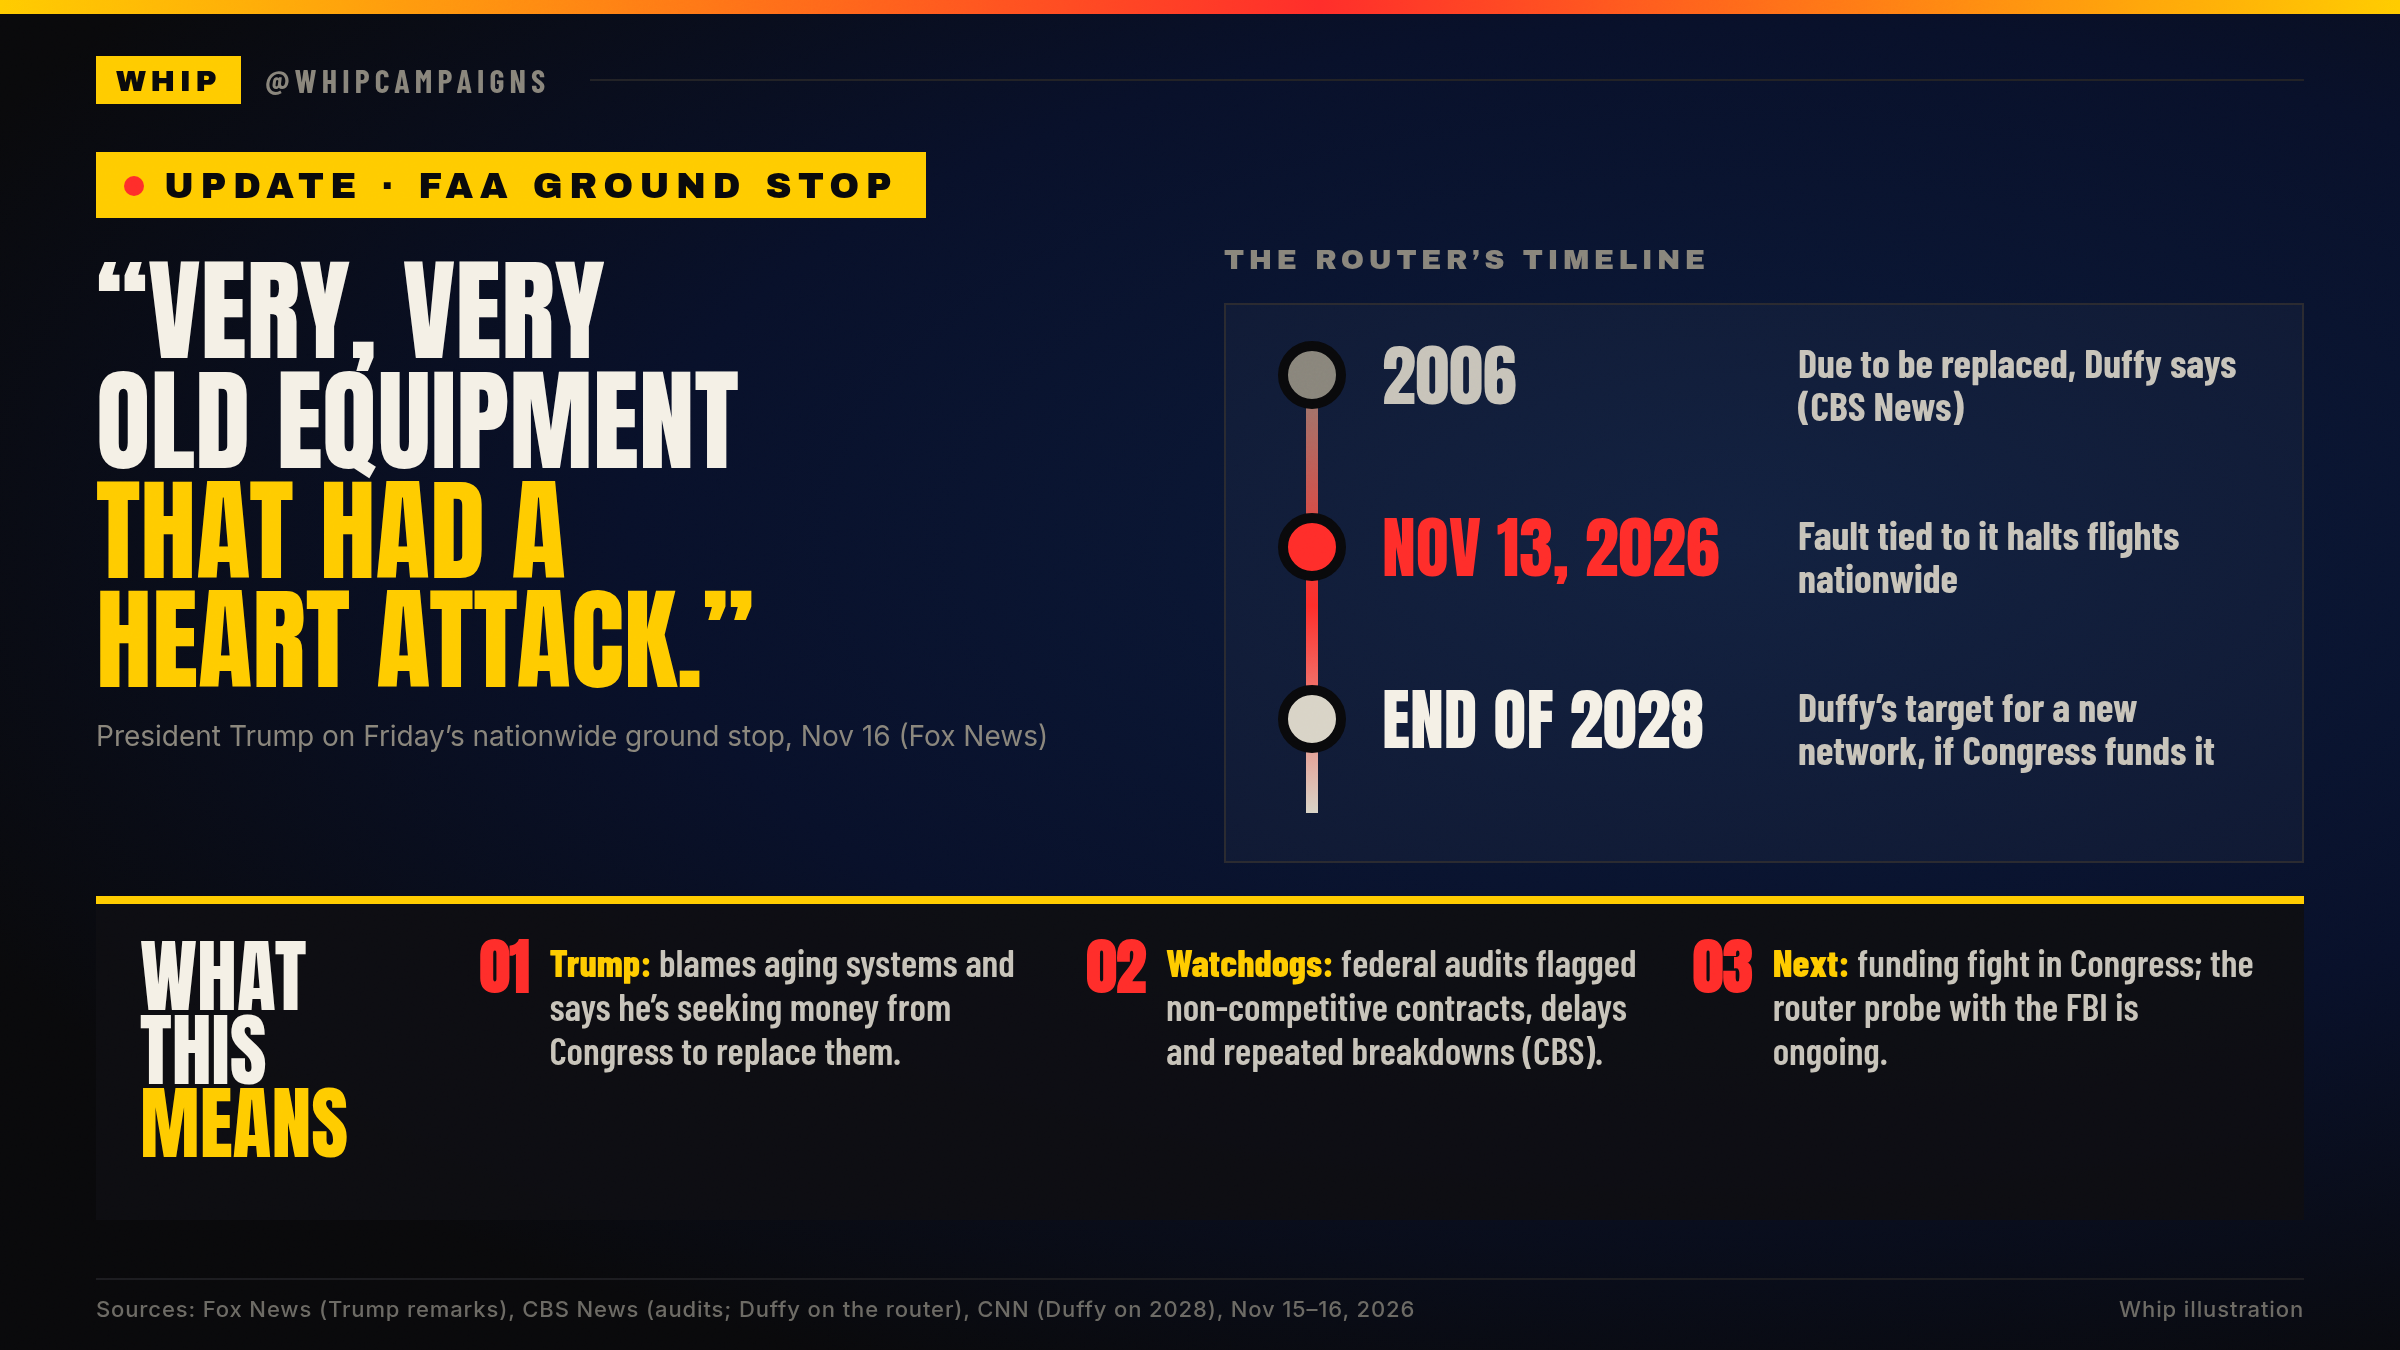 WHIP @WHIPCAMPAIGNS
UPDATE · FAA GROUND STOP
“VERY, VERY
OLD EQUIPMENT
THAT HAD A
HEART ATTACK.”
President Trump on Friday’s nationwide ground stop, Nov 16 (Fox News)
THE ROUTER’S TIMELINE
2006
Due to be replaced, Duffy says
(CBS News)
NOV 13, 2026
Fault tied to it halts flights
nationwide
END OF 2028
Duffy’s target for a new
network, if Congress funds it
WHAT
THIS
MEANS
01
Trump: blames aging systems and
says he’s seeking money from
Congress to replace them.
02
Watchdogs: federal audits flagged
non-competitive contracts, delays
and repeated breakdowns (CBS).
03
Next: funding fight in Congress; the
router probe with the FBI is
ongoing.
Sources: Fox News (Trump remarks), CBS News (audits; Duffy on the router), CNN (Duffy on 2028), Nov 15–16, 2026
Whip illustration